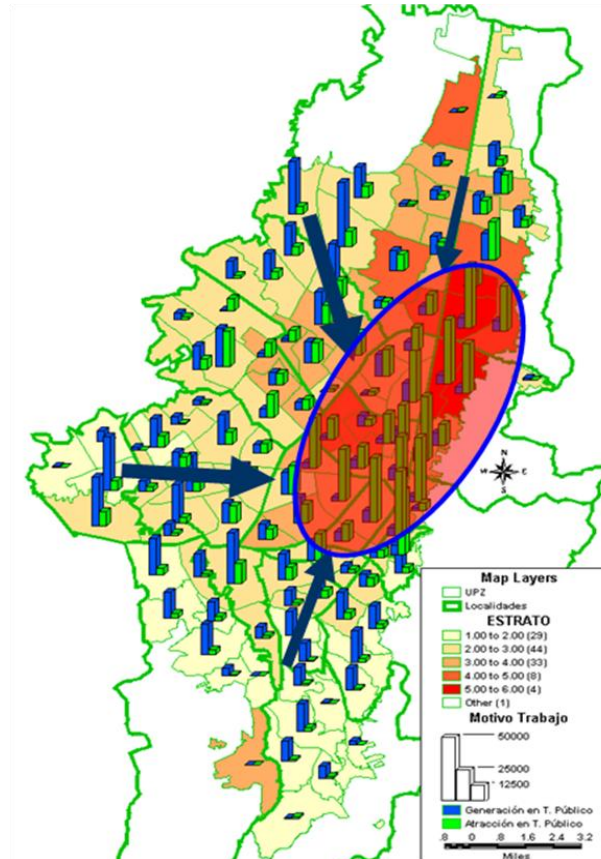 N
W E
S
Map Layers
UPZ
Localidades
ESTRATO
1.00 to 2.00 (29)
2.00 to 3.00 (44)
3.00 to 4.00 (33)
4.00 to 5.00 (8)
5.00 to 6.00 (4)
Other (1)
Motivo Trabajo
50000
25000
12500
Generación en T. Público
Atracción en T. Público
.8 0 .8 1.6 2.4 3.2
Miles